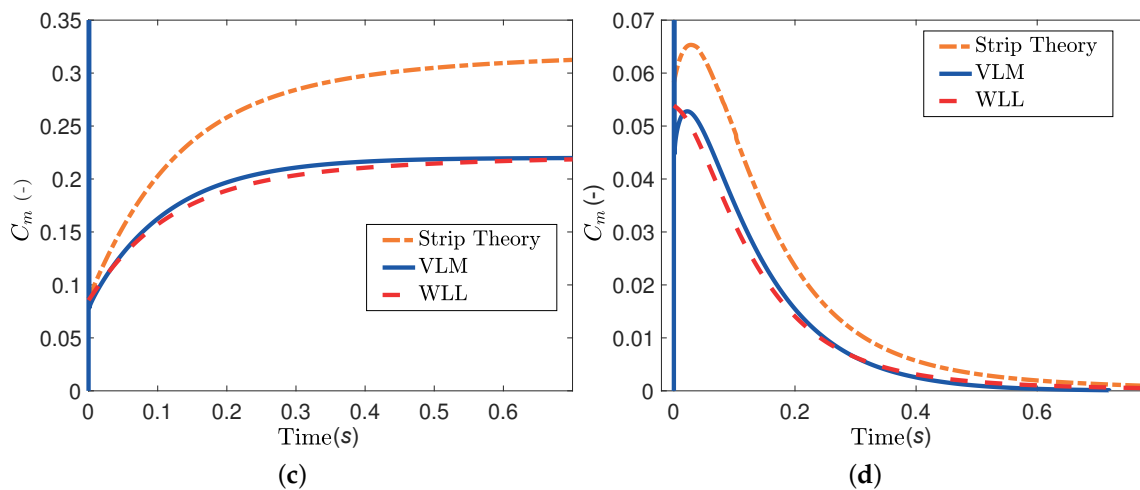 0.35
0.3
0.25
0.2
0.15
0.1
0.05
0
C_m (-)
Strip Theory
VLM
WLL
0 0.1 0.2 0.3 0.4 0.5 0.6
Time(s)
(c)
0.07
0.06
0.05
0.04
0.03
0.02
0.01
0
C_m (-)
Strip Theory
VLM
WLL
0 0.2 0.4 0.6
Time(s)
(d)